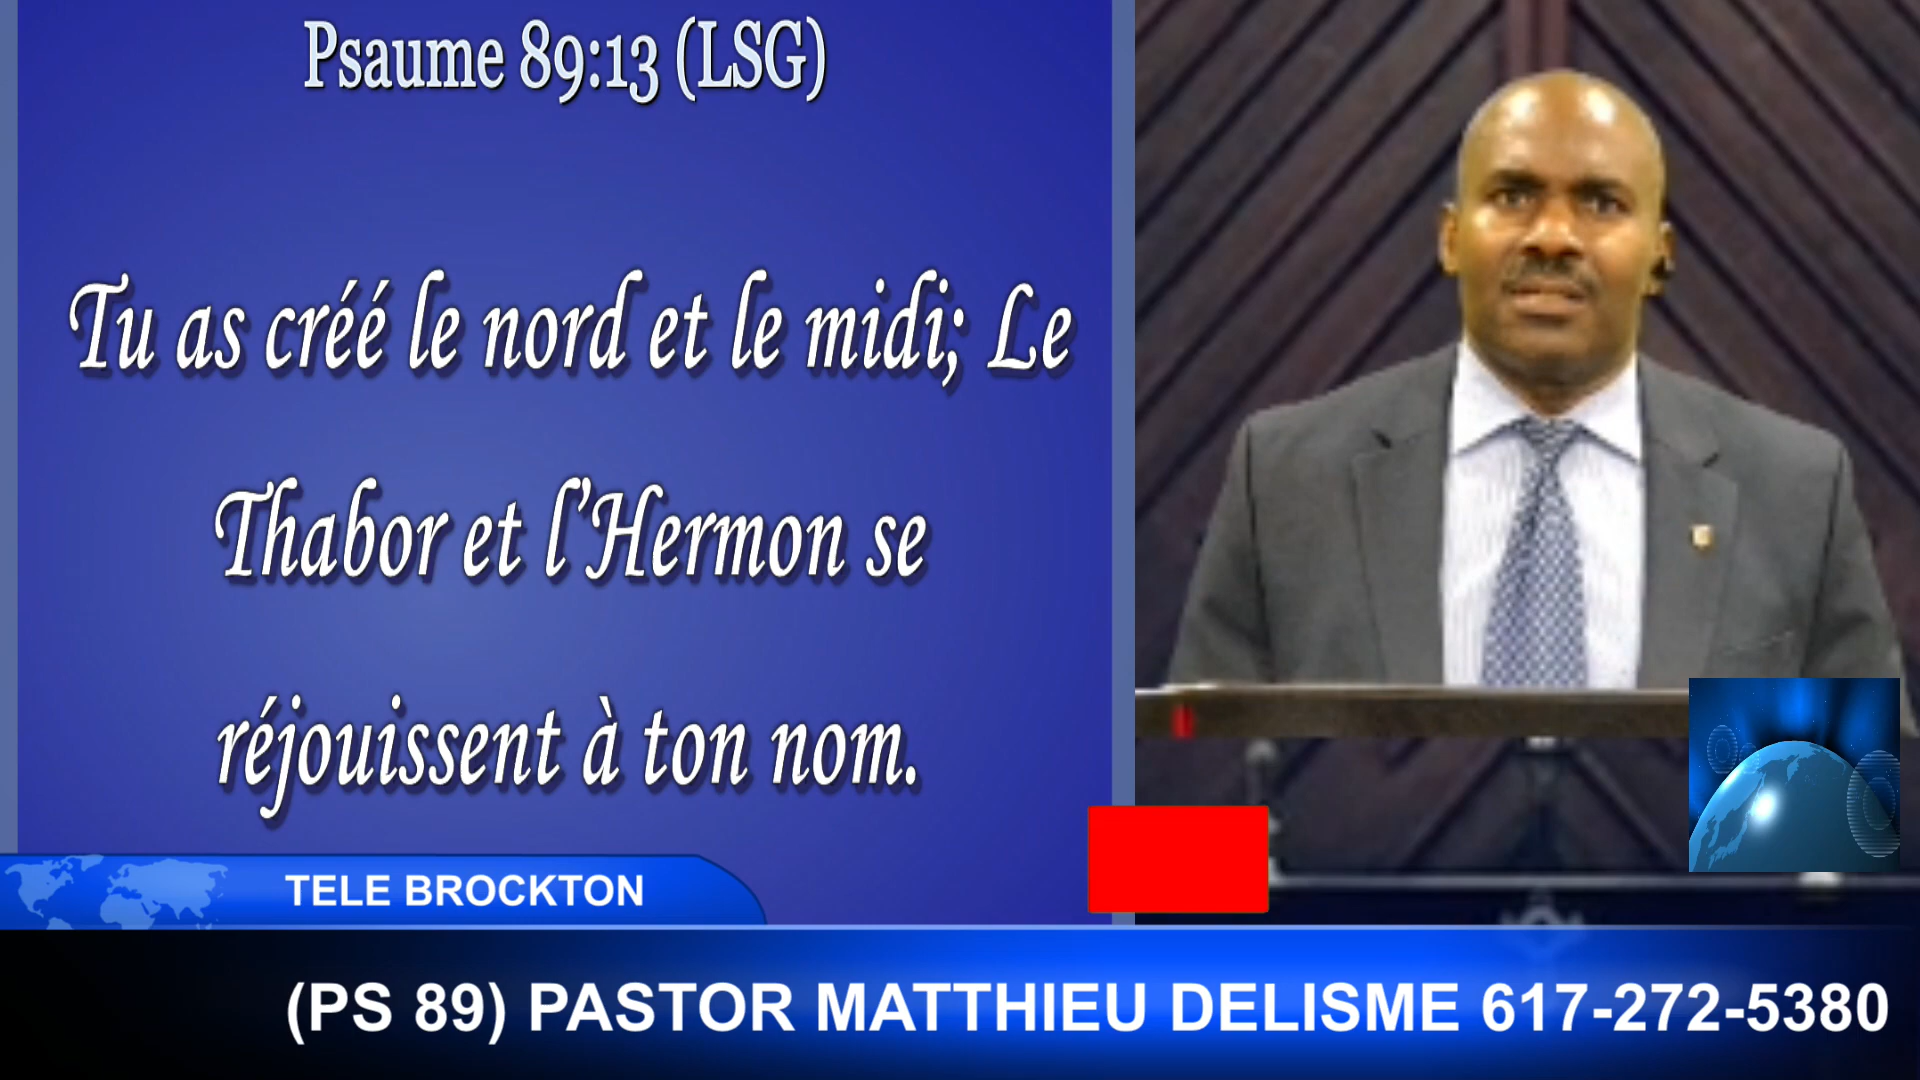 Psaume 89:13 (LSG)
Tu as créé le nord et le midi; Le
Thabor et l’Hermon se
réjouissent à ton nom.
TELE BROCKTON
(PS 89) PASTOR MATTHIEU DELISME 617-272-5380